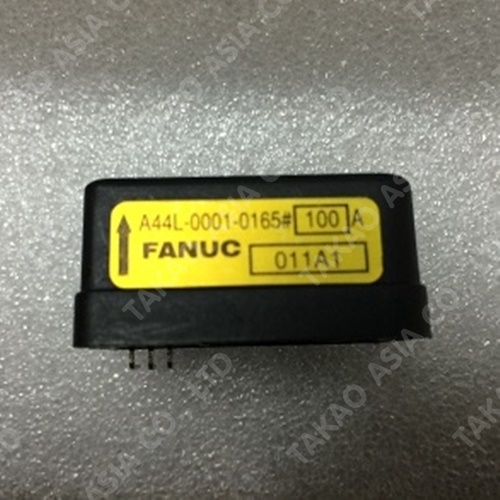 A44L-0001-0165# 100 A
FANUC 011A1
TAKAO ASIA CO., LTD